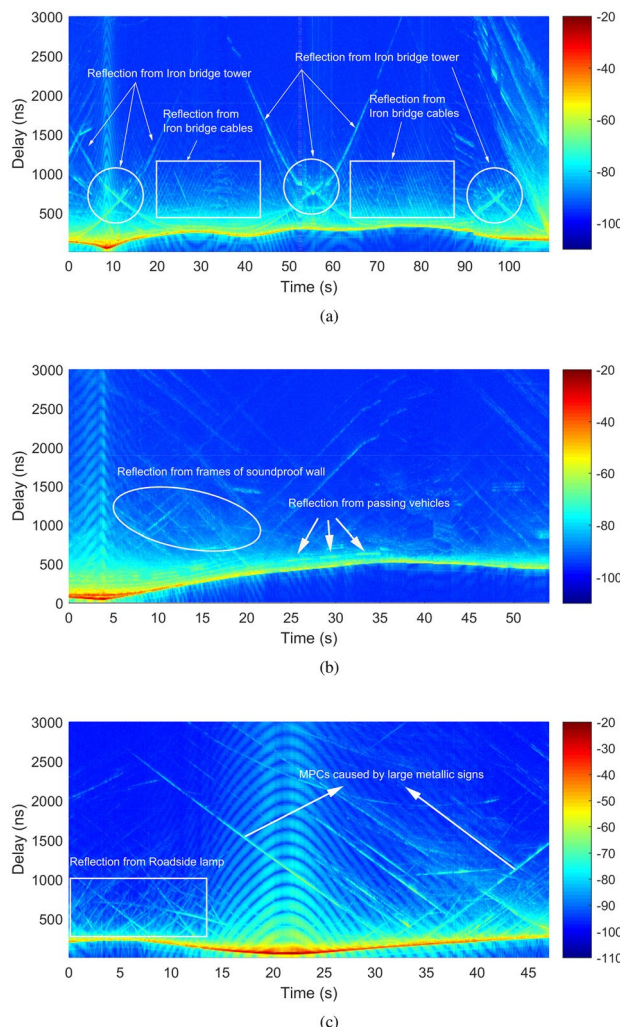 3000
2500
2000
1500
1000
500
Delay (ns)
Reflection from Iron bridge tower
Reflection from
Iron bridge cables
Reflection from Iron bridge tower
Reflection from
Iron bridge cables
0 10 20 30 40 50 60 70 80 90 100
Time (s)
-20
-40
-60
-80
-100
(a)
3000
2500
2000
1500
1000
500
0
Delay (ns)
Reflection from frames of soundproof wall
Reflection from passing vehicles
0 5 10 15 20 25 30 35 40 45 50
Time (s)
-20
-40
-60
-80
-100
(b)
3000
2500
2000
1500
1000
500
Delay (ns)
MPCs caused by large metallic signs
Reflection from Roadside lamp
0 5 10 15 20 25 30 35 40 45
Time (s)
-20
-30
-40
-50
-60
-70
-80
-90
-100
-110
(c)